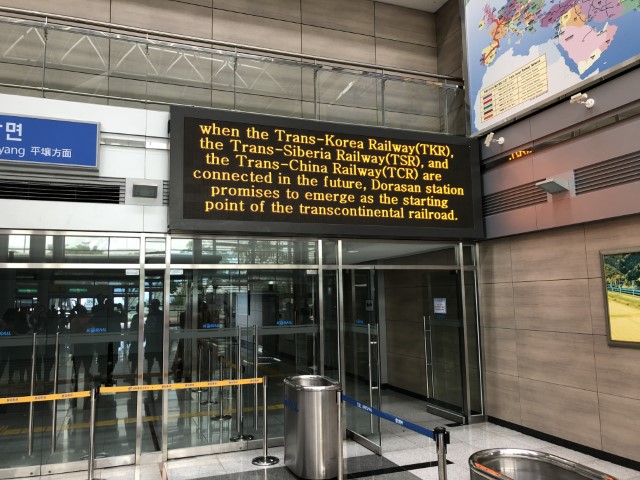 면
yang 平壤方面
when the Trans-Korea Railway(TKR),
the Trans-Siberia Railway(TSR), and
the Trans-China Railway(TCR) are
connected in the future, Dorasan station
promises to emerge as the starting
point of the transcontinental railroad.